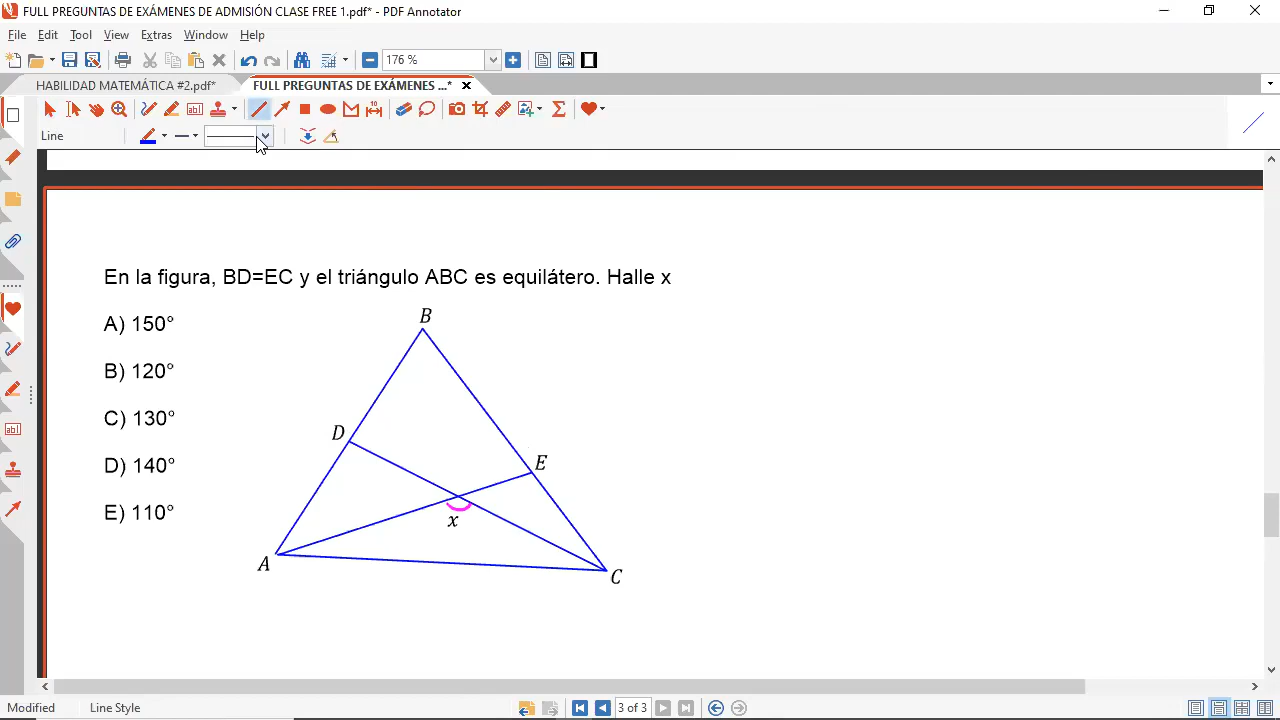 FULL PREGUNTAS DE EXÁMENES DE ADMISIÓN CLASE FREE 1.pdf* - PDF Annotator
File Edit Tool View Extras Window Help
176 %
HABILIDAD MATEMÁTICA #2.pdf*
FULL PREGUNTAS DE EXÁMENES ...*
Line
En la figura, BD=EC y el triángulo ABC es equilátero. Halle x
A) 150°
B) 120°
C) 130°
D) 140°
E) 110°
B
D
E
x
A
C
Modified
Line Style
3 of 3